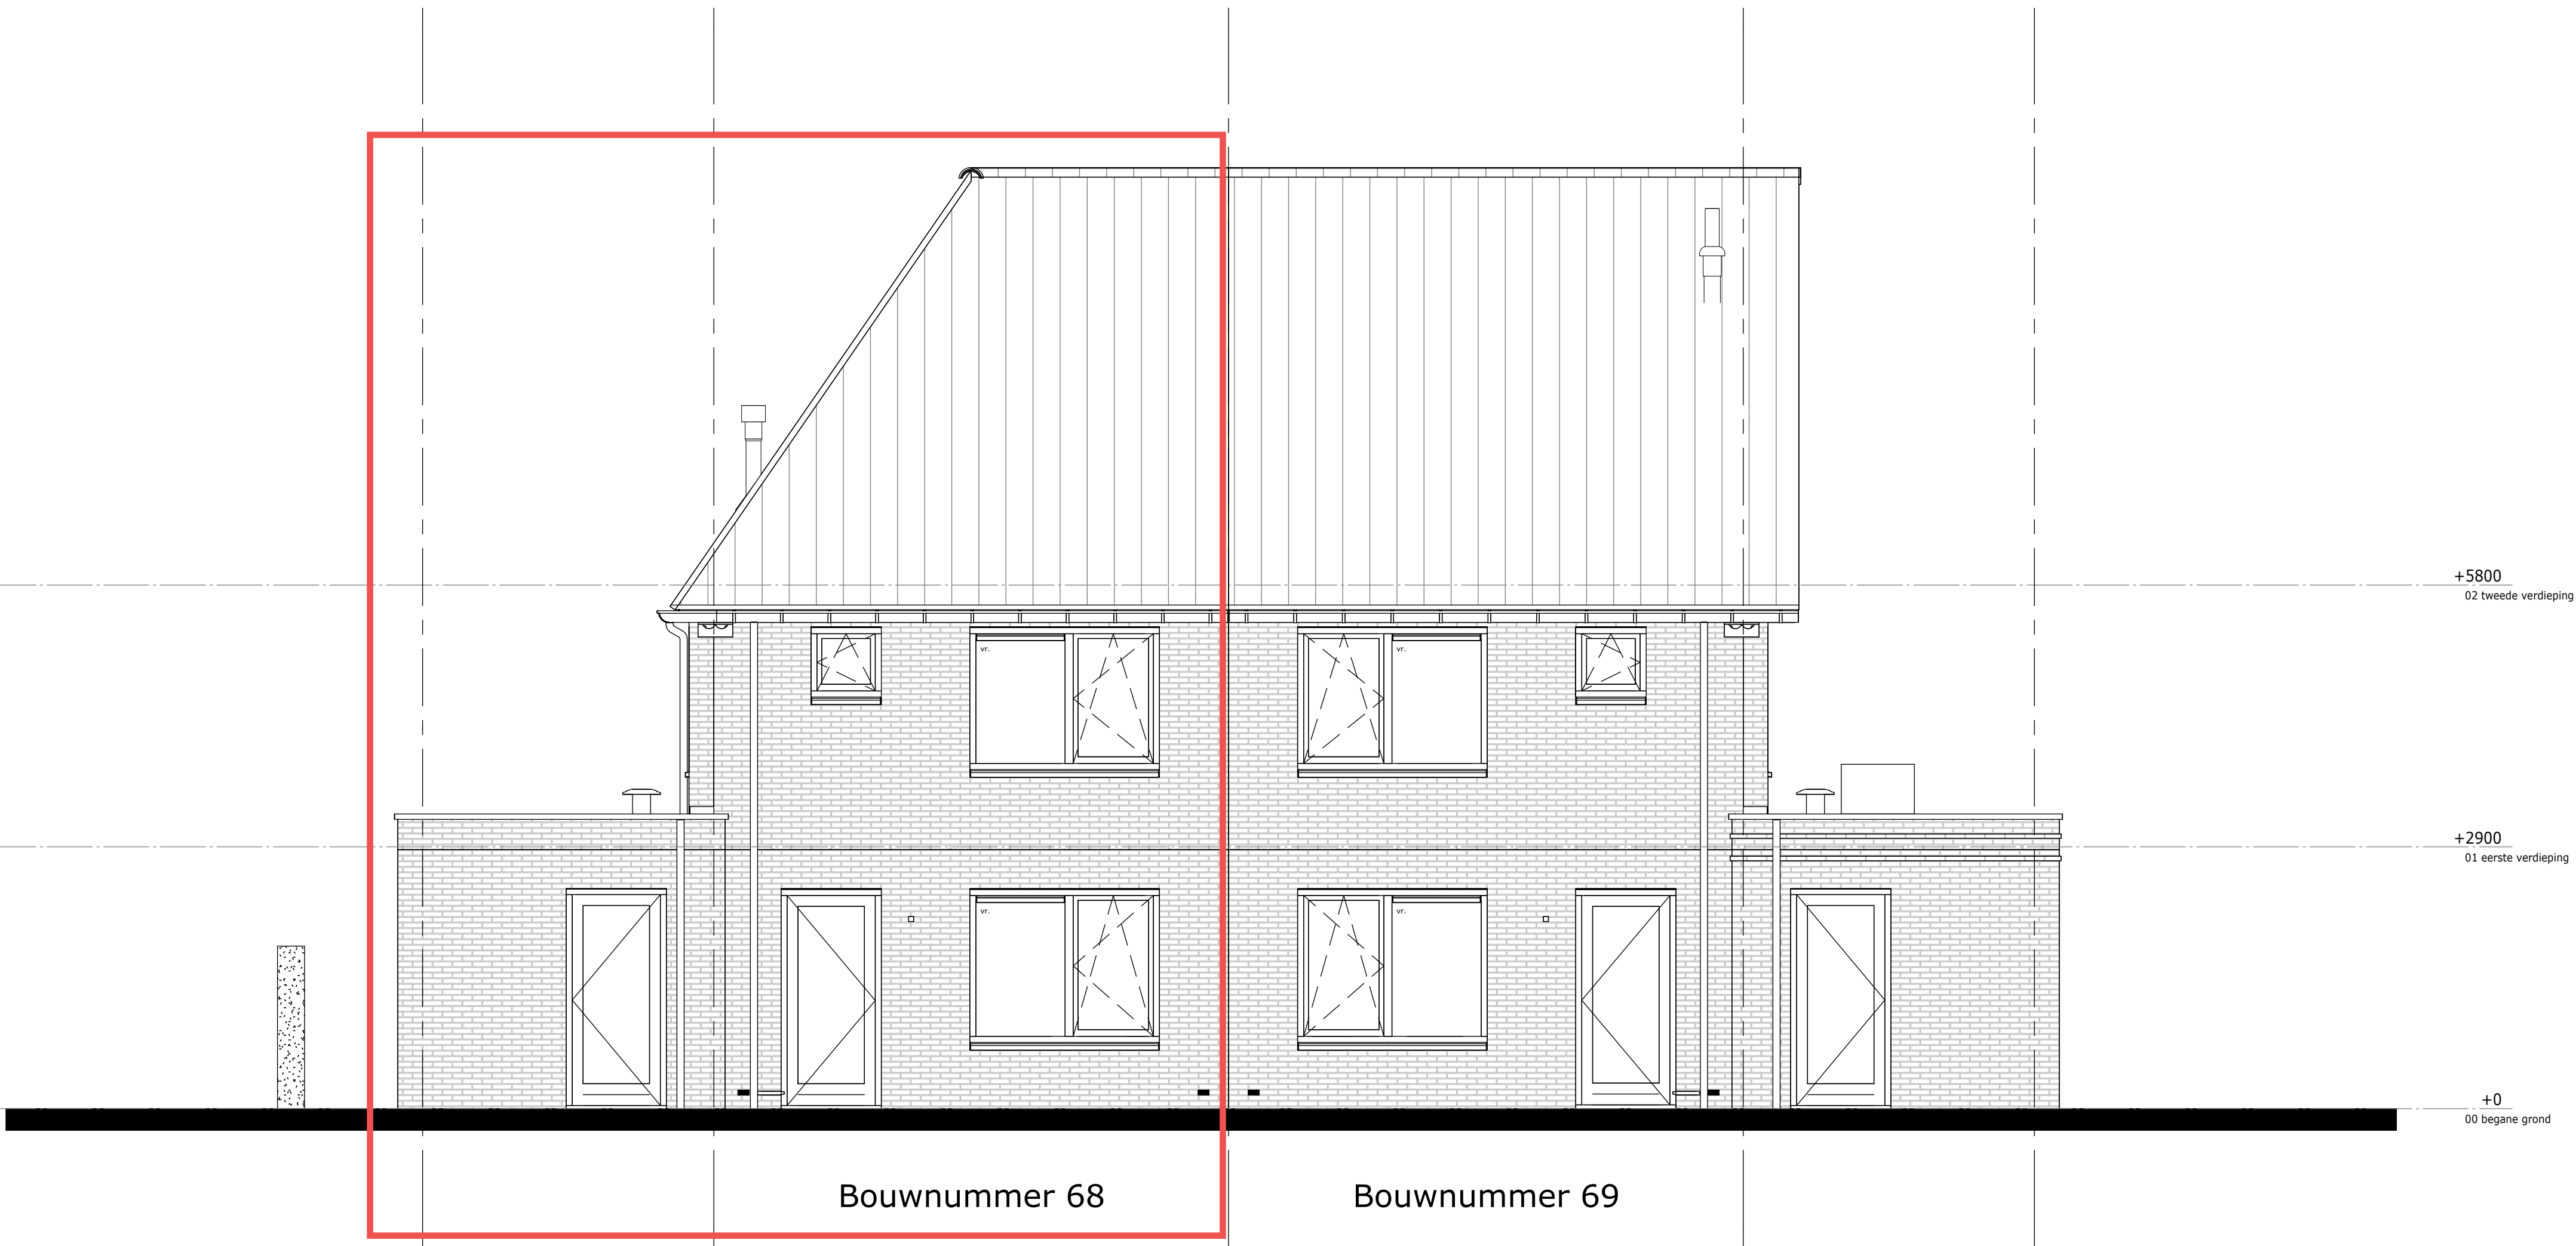 +5800
02 tweede verdieping
vr.
vr.
+2900
01 eerste verdieping
vr.
vr.
+0
00 begane grond
Bouwnummer 68
Bouwnummer 69